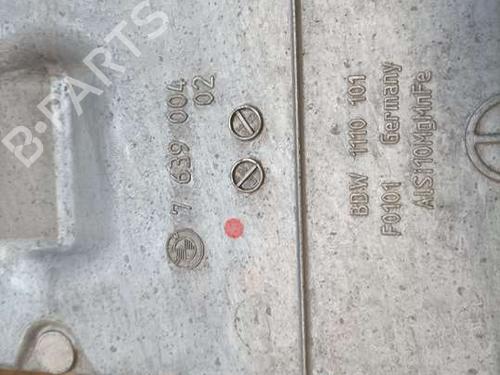 B-PARTS
7 639 004
02
BDW 1110 101
F0101 Germany
AlSi10MgMnFe